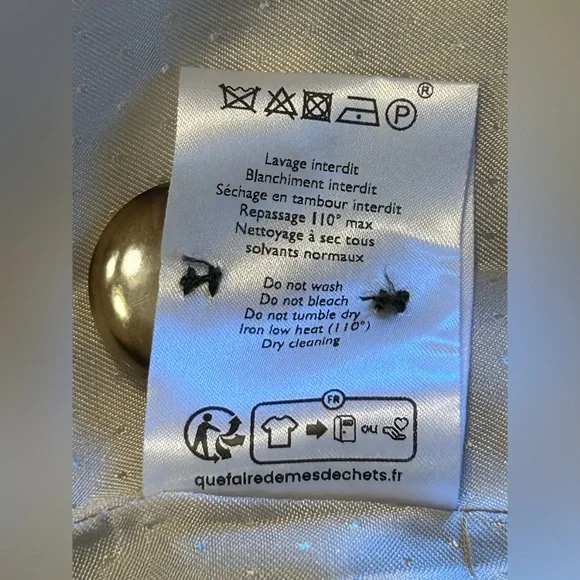 P ®
Lavage interdit
Blanchiment interdit
Séchage en tambour interdit
Repassage 110° max
Nettoyage à sec tous
solvants normaux
Do not wash
Do not bleach
Do not tumble dry
Iron low heat (110°)
Dry cleaning
FR
ou
quefairedemesdechets.fr